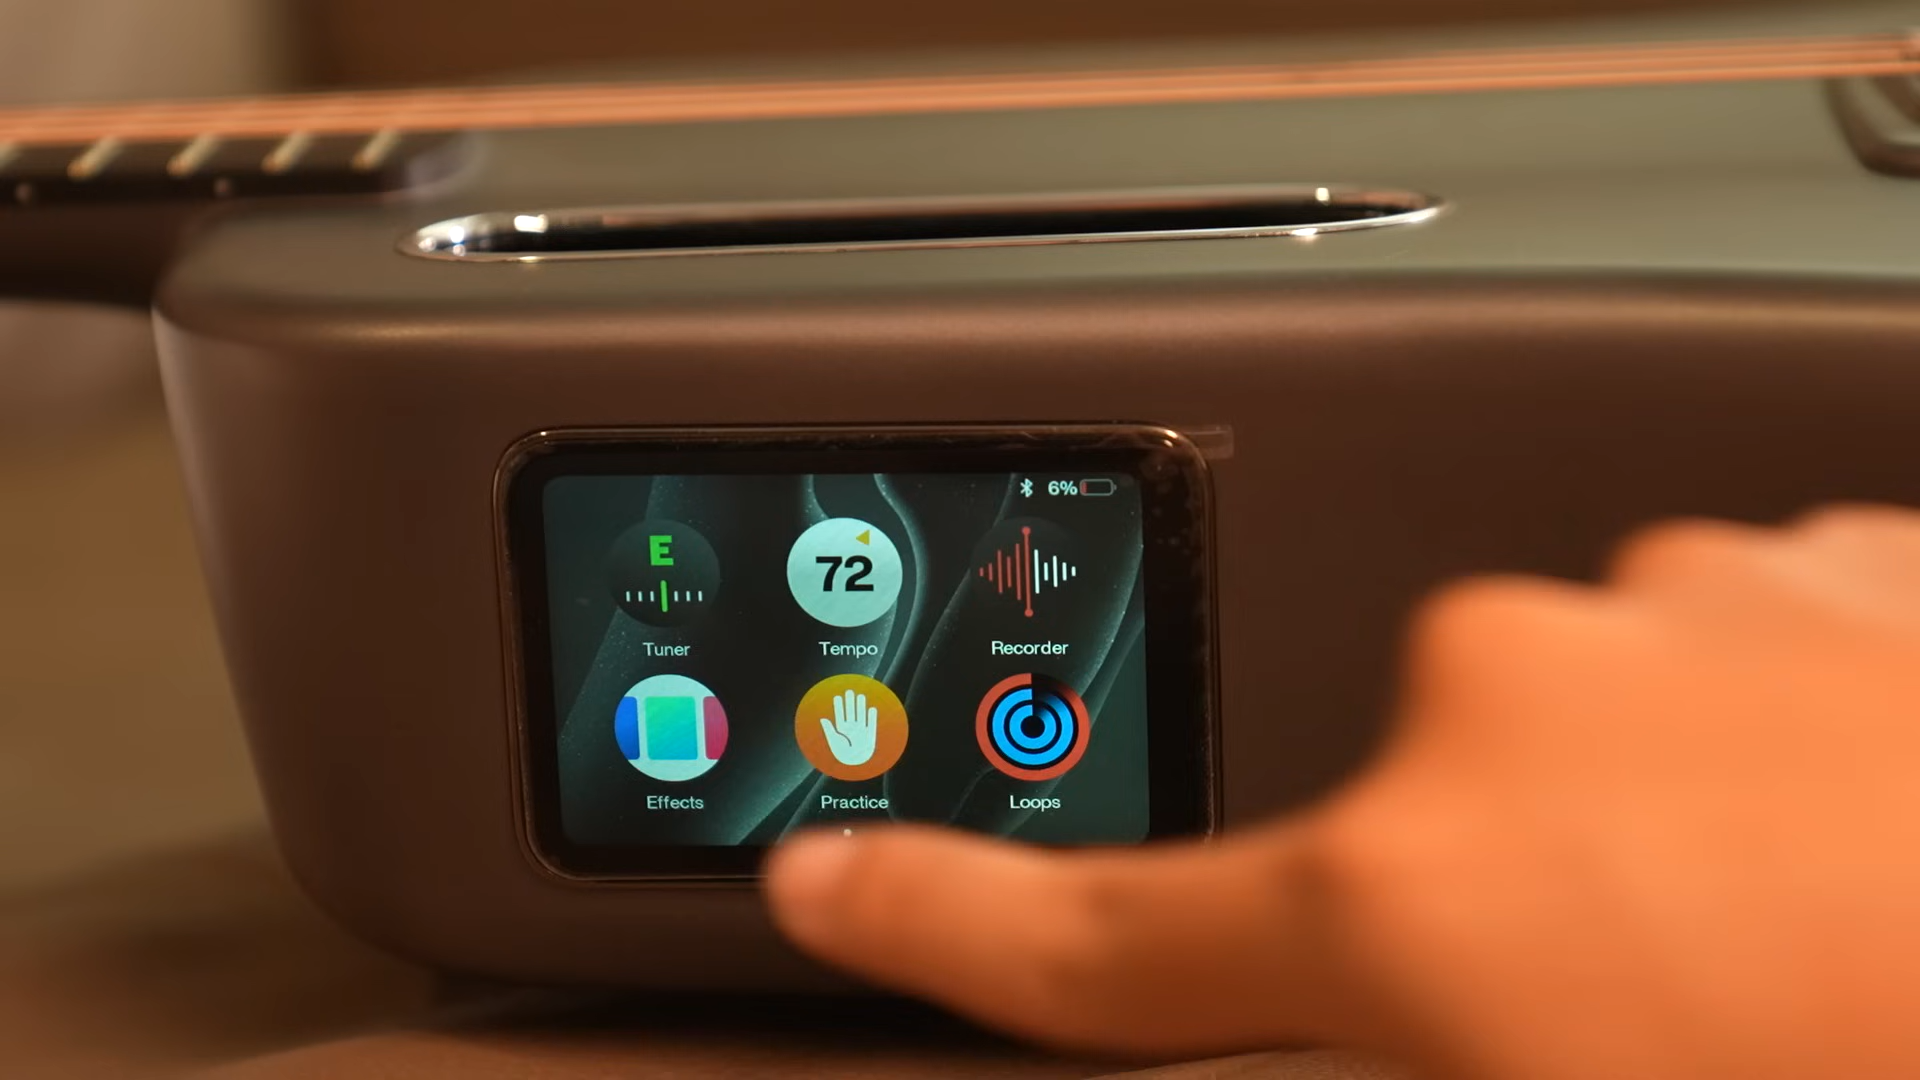 6%
E
72
Tuner
Tempo
Recorder
Effects
Practice
Loops